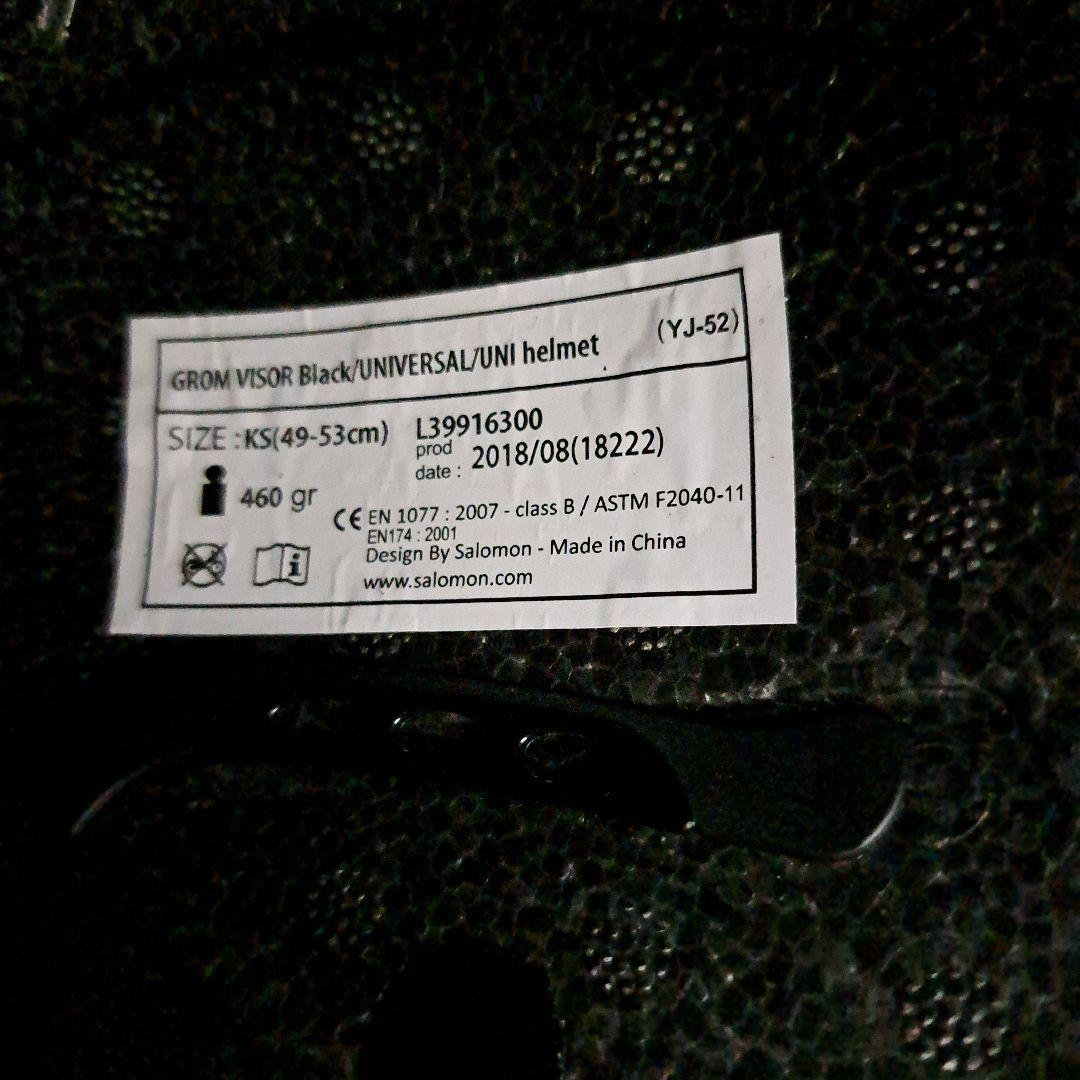 GROM VISOR Black/UNIVERSAL/UNI helmet (YJ-52)
SIZE : KS(49-53cm) L39916300
prod date : 2018/08(18222)
460 gr
CE EN 1077 : 2007 - class B / ASTM F2040-11
EN174 : 2001
Design By Salomon - Made in China
www.salomon.com